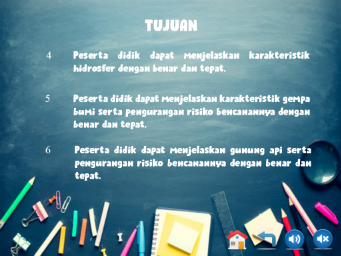 TUJUAN
4 Peserta didik dapat menjelaskan karakteristik
hidrosfer dengan benar dan tepat.
5 Peserta didik dapat menjelaskan karakteristik gempa
bumi serta pengurangan risiko bencanannya dengan
benar dan tepat.
6 Peserta didik dapat menjelaskan gunung api serta
pengurangan risiko bencanannya dengan benar dan
tepat.